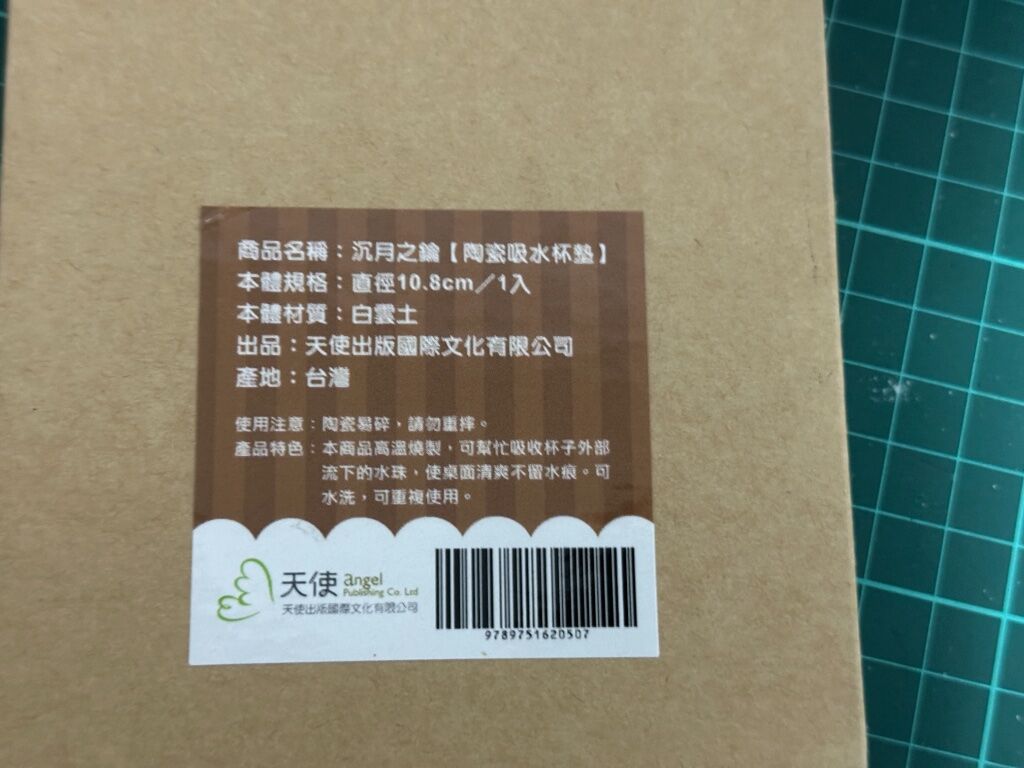 商品名稱：沉月之鑰【陶瓷吸水杯墊】
本體規格：直徑10.8cm／1入
本體材質：白雲土
出品：天使出版國際文化有限公司
產地：台灣
使用注意：陶瓷易碎，請勿重摔。
產品特色：本商品高溫燒製，可幫忙吸收杯子外部
流下的水珠，使桌面清爽不留水痕。可
水洗，可重複使用。
天使 angel
Publishing Co. Ltd
天使出版國際文化有限公司
9789751620507